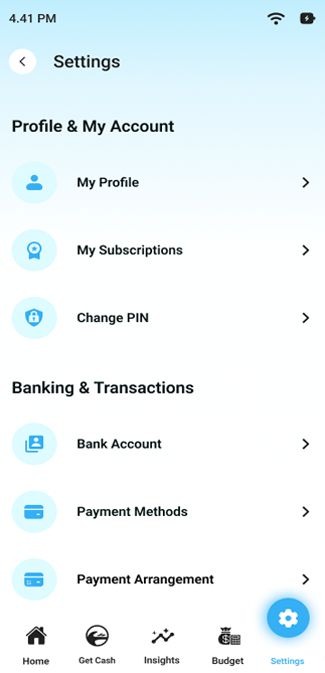 4.41 PM
Settings
Profile & My Account
My Profile
My Subscriptions
Change PIN
Banking & Transactions
Bank Account
Payment Methods
Payment Arrangement
Home
Get Cash
Insights
Budget
Settings